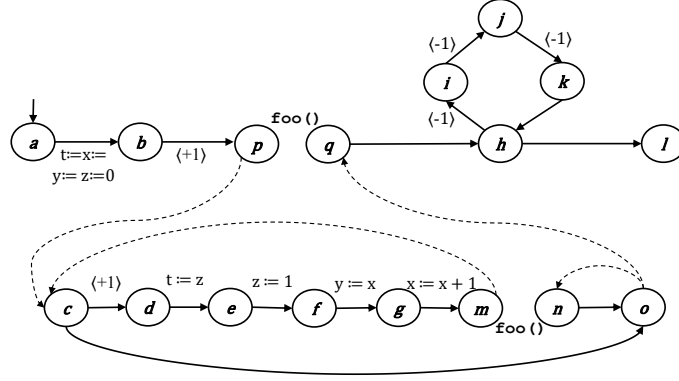 j
⟨-1⟩ ⟨-1⟩
i k
foo() ⟨-1⟩
a b p q h l
t:=x:= ⟨+1⟩
y:= z:=0
⟨+1⟩ t := z z := 1 y := x x := x + 1
c d e f g m n o
foo()